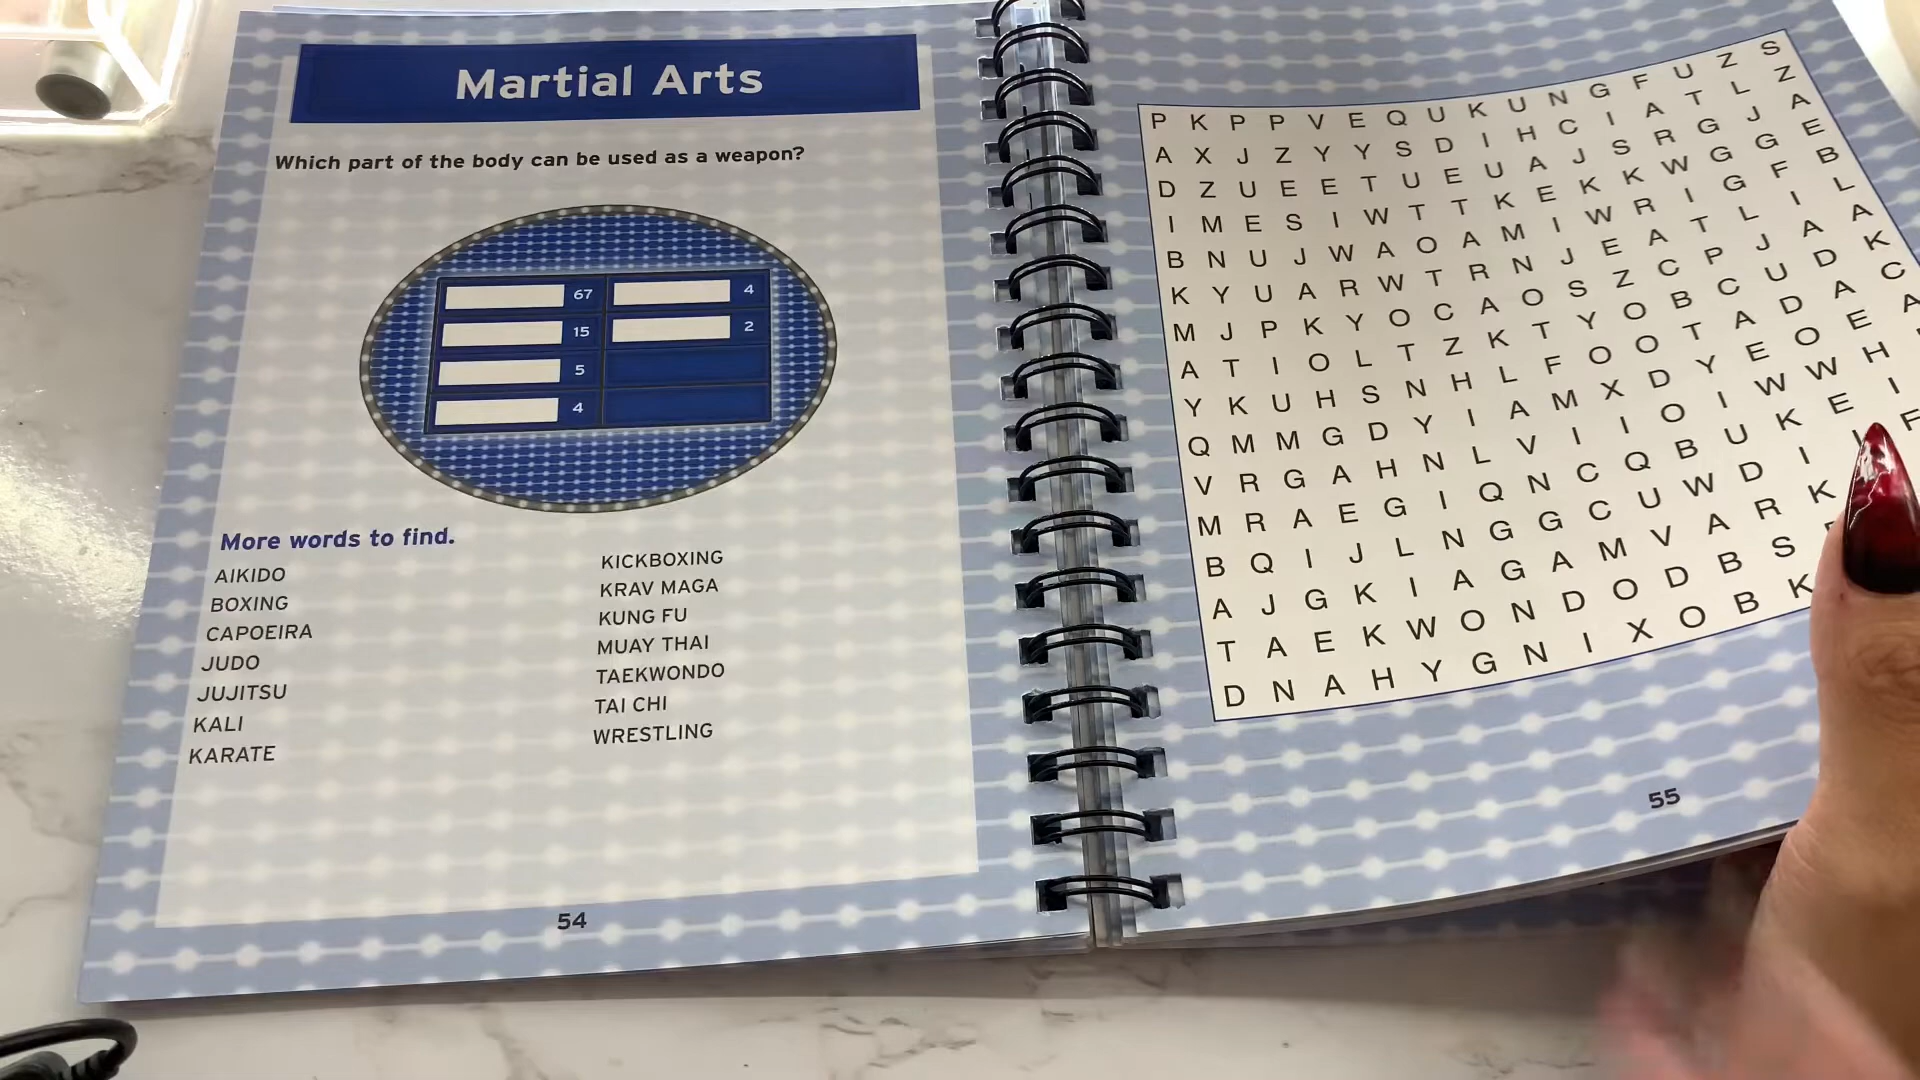 Martial Arts
Which part of the body can be used as a weapon?
67 4
15 2
5
4
More words to find.
AIKIDO
BOXING
CAPOEIRA
JUDO
JUJITSU
KALI
KARATE
KICKBOXING
KRAV MAGA
KUNG FU
MUAY THAI
TAEKWONDO
TAI CHI
WRESTLING
54
P K P P V E Q U K U N G F U Z S
A X J Z Y Y S D I H C I A T L Z
D Z U E E T U E U A J S R G J A
I M E S I W T T K E K K W G G E
B N U J W A O A M I W R I G F B
K Y U A R W T R N J E A T L I L
M J P K Y O C A O S Z C P J A A
A T I O L T Z K T Y O B C U D K
Y K U H S N H L F O O T A D A C
Q M M G D Y I A M X D Y E O E A
V R G A H N L V I I O I W W H
M R A E G I Q N C Q B U K E I
B Q I J L N G G C U W D I I F
A J G K I A G A M V A R K
T A E K W O N D O D B S
D N A H Y G N I X O B K
55